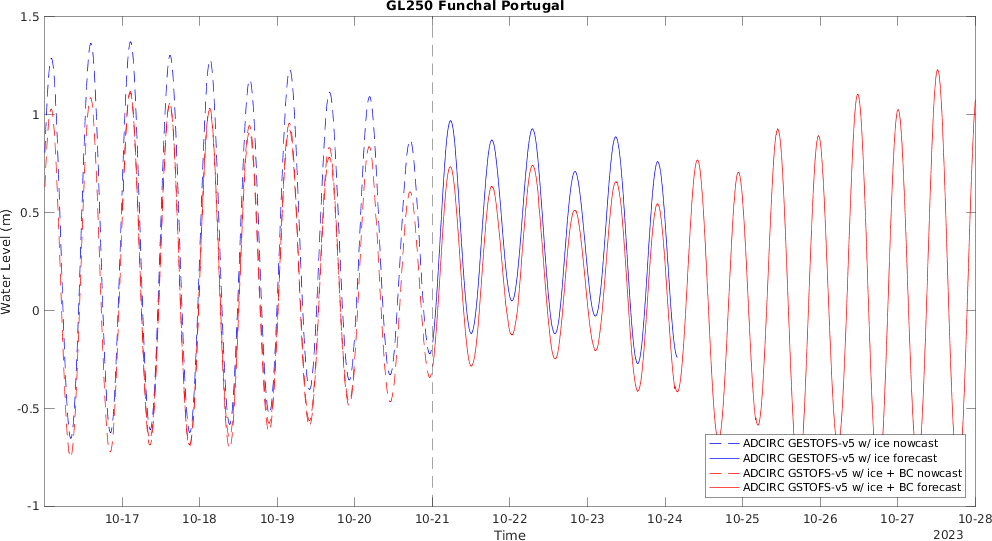 GL250 Funchal Portugal
1.5
1
0.5
0
-0.5
-1
Water Level (m)
10-17 10-18 10-19 10-20 10-21 10-22 10-23 10-24 10-25 10-26 10-27 10-28
Time
2023
ADCIRC GESTOFS-v5 w/ ice nowcast
ADCIRC GESTOFS-v5 w/ ice forecast
ADCIRC GSTOFS-v5 w/ ice + BC nowcast
ADCIRC GSTOFS-v5 w/ ice + BC forecast